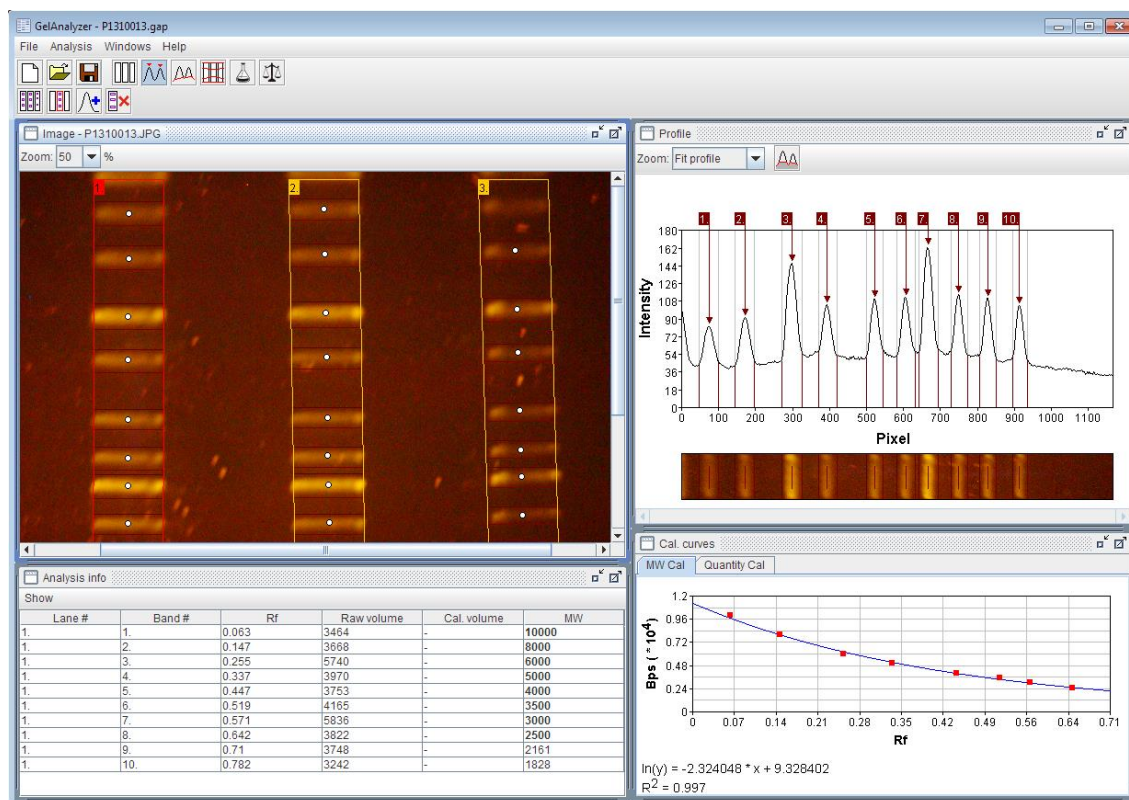 GelAnalyzer - P1310013.gap
File Analysis Windows Help
Image - P1310013.JPG
Zoom: 50 %
1. 2. 3.
Profile
Zoom: Fit profile
1. 2. 3. 4. 5. 6. 7. 8. 9. 10.
Intensity
180
162
144
126
108
90
72
54
36
18
0
0 100 200 300 400 500 600 700 800 900 1000 1100
Pixel
Analysis info
Show
Lane # Band # Rf Raw volume Cal. volume MW
1. 1. 0.063 3464 - 10000
1. 2. 0.147 3668 - 8000
1. 3. 0.255 5740 - 6000
1. 4. 0.337 3970 - 5000
1. 5. 0.447 3753 - 4000
1. 6. 0.519 4165 - 3500
1. 7. 0.571 5836 - 3000
1. 8. 0.642 3822 - 2500
1. 9. 0.71 3748 - 2161
1. 10. 0.782 3242 - 1828
Cal. curves
MW Cal Quantity Cal
Bps ( * 10⁴)
1.2
0.96
0.72
0.48
0.24
0
0 0.07 0.14 0.21 0.28 0.35 0.42 0.49 0.56 0.64 0.71
Rf
ln(y) = -2.324048 * x + 9.328402
R² = 0.997